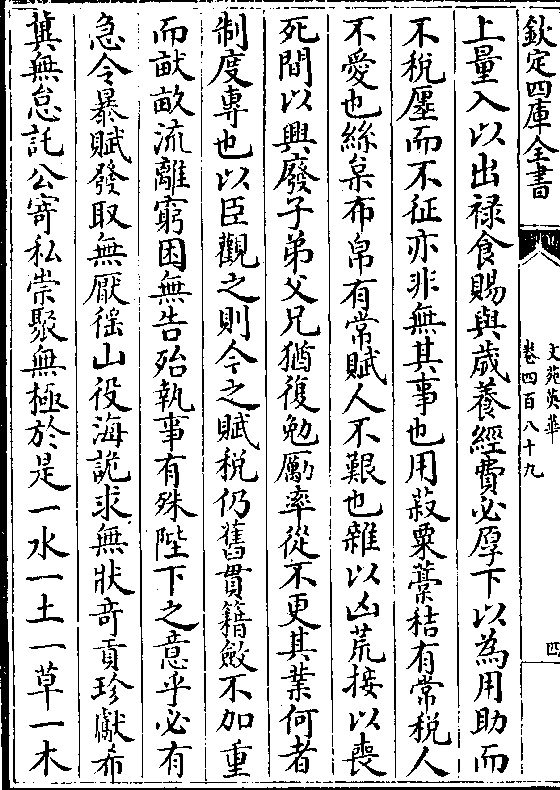 欽定四庫全書
文苑英華
卷四百八十九
四
上量入以出禄食賜與歲養經費必厚下以為用助而
不税廛而不征亦非無其事也用菽粟藁秸有常税人
不愛也絲枲布帛有常賦人不艱也雖以凶荒接以喪
死間以興廢子弟父兄猶復勉勵率從不更其業何者
制度專也以臣觀之則今之賦税仍舊貫籍斂不加重
而畎畝流離窮困無告殆執事有殊陛下之意乎必有
急令暴賦發取無厭徭山役海詭求無狀竒貢珍獻希
冀無怠託公寄私崇聚無極於是一水一土一草一木